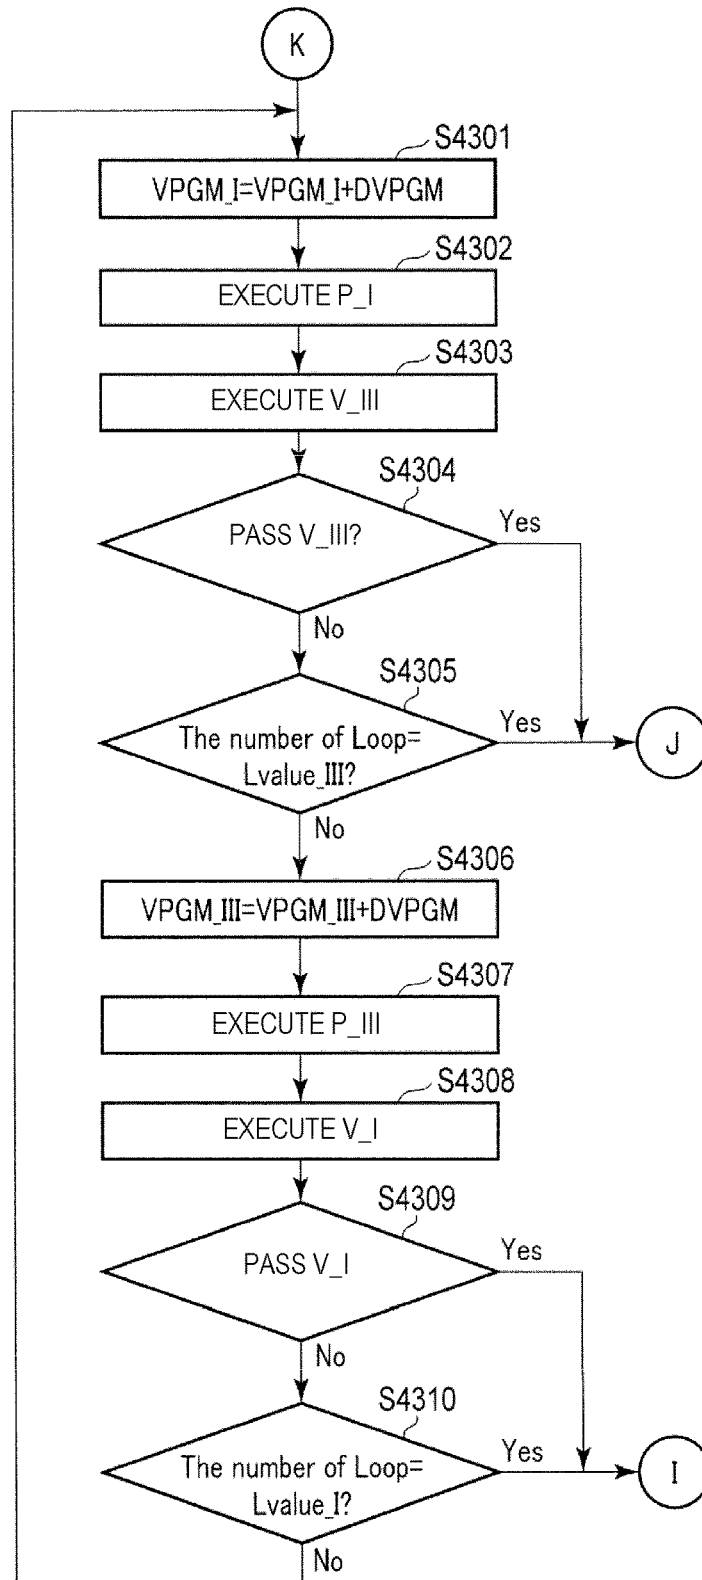 K
S4301
VPGM_I=VPGM_I+DVPGM
S4302
EXECUTE P_I
S4303
EXECUTE V_III
S4304
PASS V_III?
Yes
No
S4305
The number of Loop=
Lvalue_III?
Yes
J
No
S4306
VPGM_III=VPGM_III+DVPGM
S4307
EXECUTE P_III
S4308
EXECUTE V_I
S4309
PASS V_I
Yes
No
S4310
The number of Loop=
Lvalue_I?
Yes
I
No